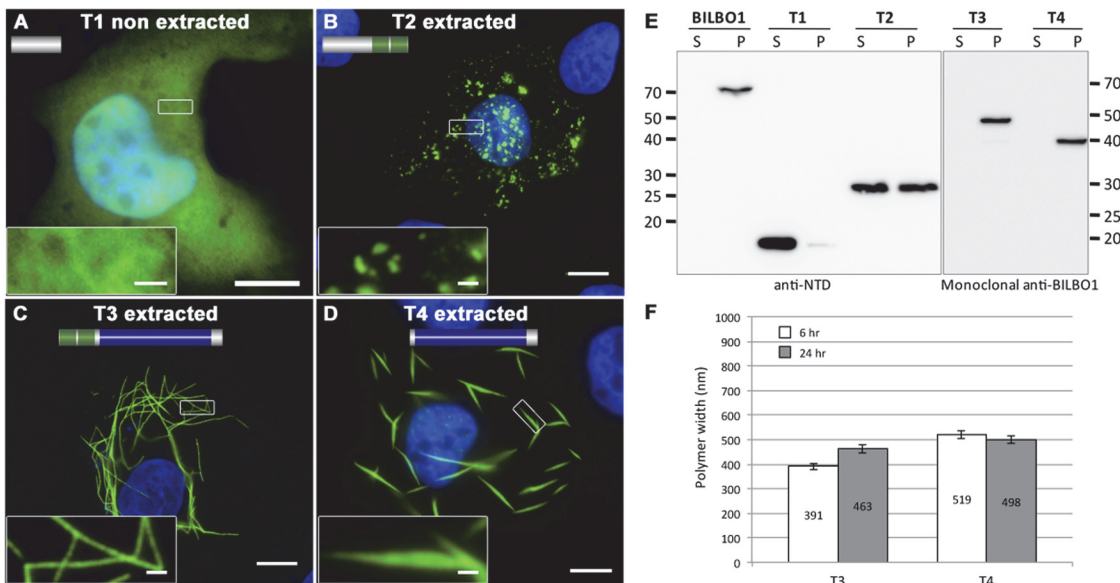 A T1 non extracted
B T2 extracted
C T3 extracted
D T4 extracted
E
BILBO1 T1 T2 T3 T4
S P S P S P S P S P
70
50
40
30
25
20
70
50
40
30
25
20
anti-NTD
Monoclonal anti-BILBO1
F
1000
900
800
700
600
500
400
300
200
100
0
Polymer width (nm)
6 hr
24 hr
391
463
519
498
T3
T4